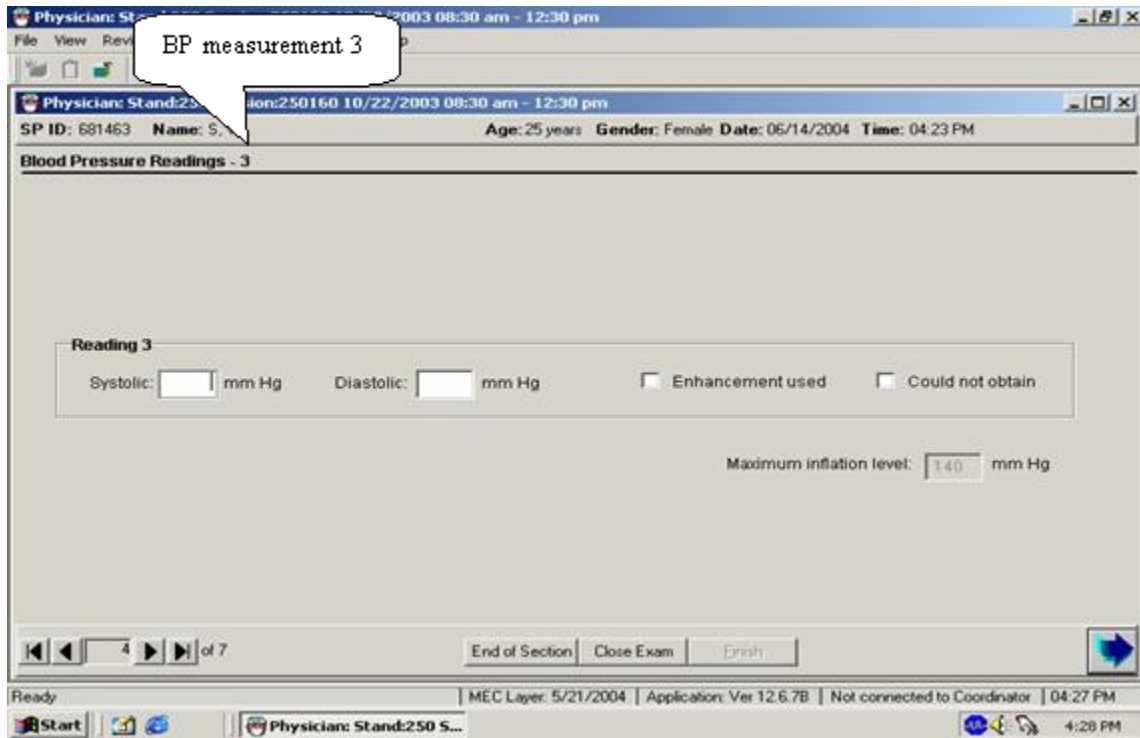 Physician: St 2003 08:30 am - 12:30 pm
BP measurement 3
File View Revi p
Physician: Stand:25 ion:250160 10/22/2003 08:30 am - 12:30 pm
SP ID: 681463 Name: S, Age: 25 years Gender: Female Date: 06/14/2004 Time: 04:23 PM
Blood Pressure Readings - 3
Reading 3
Systolic: mm Hg Diastolic: mm Hg Enhancement used Could not obtain
Maximum inflation level: 140 mm Hg
4 of 7 End of Section Close Exam Finish
Ready MEC Layer: 5/21/2004 Application: Ver 12.6.7B Not connected to Coordinator 04:27 PM
Start Physician: Stand:250 S... 4:28 PM